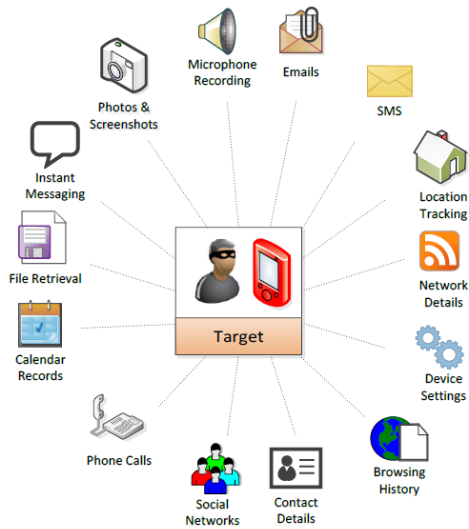 Microphone
Recording
Emails
Photos &
Screenshots
SMS
Instant
Messaging
Location
Tracking
File Retrieval
Network
Details
Target
Calendar
Records
Device
Settings
Phone Calls
Browsing
History
Social
Networks
Contact
Details